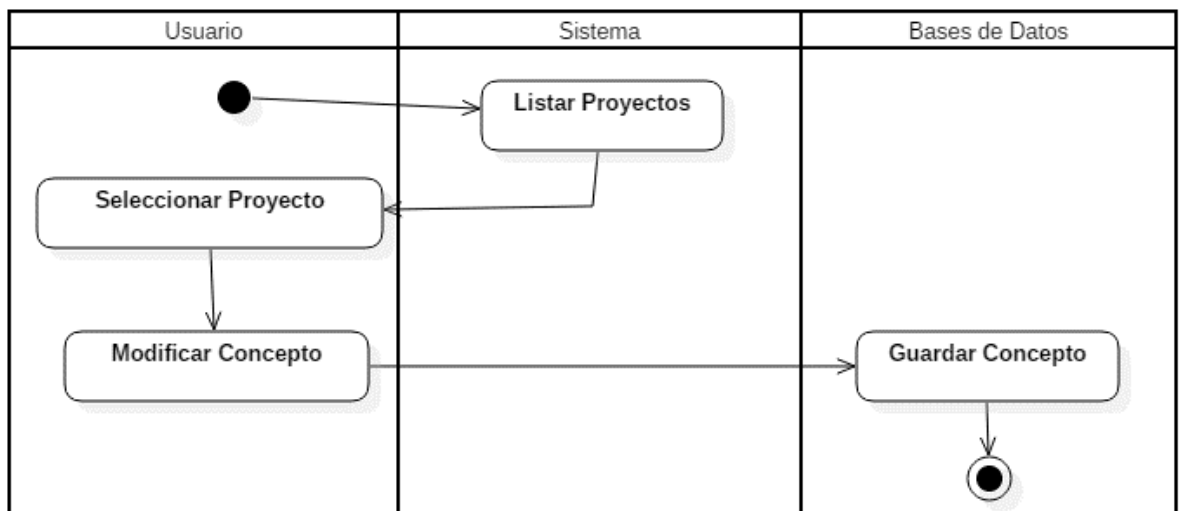 Usuario
Sistema
Bases de Datos
Listar Proyectos
Seleccionar Proyecto
Modificar Concepto
Guardar Concepto